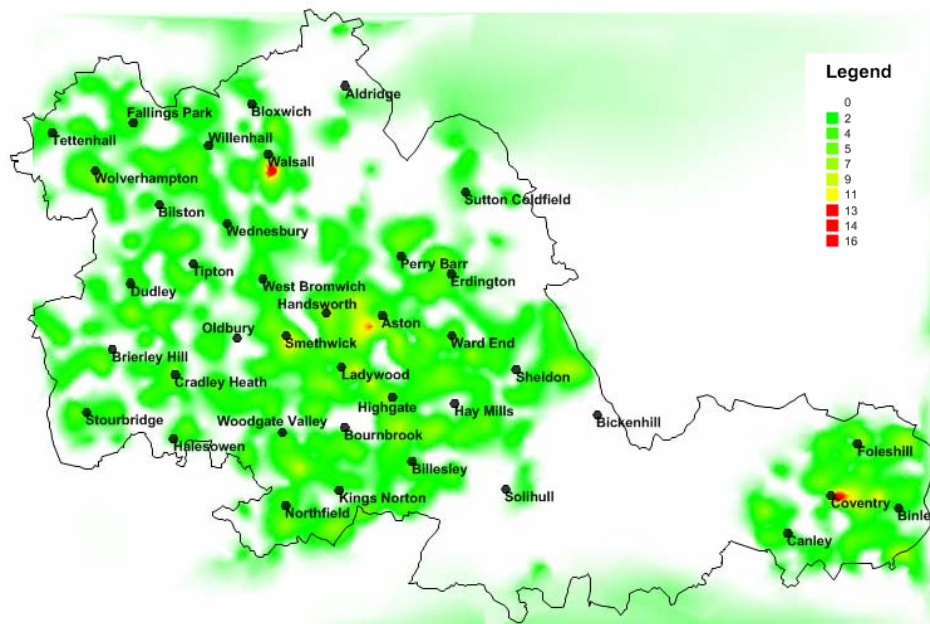 Legend
0
2
4
5
7
9
11
13
14
16
Aldridge
Bloxwich
Fallings Park
Tettenhall
Willenhall
Walsall
Wolverhampton
Sutton Coldfield
Bilston
Wednesbury
Perry Barr
Tipton
Erdington
Dudley
West Bromwich
Handsworth
Aston
Oldbury
Smethwick
Ward End
Brierley Hill
Ladywood
Sheldon
Cradley Heath
Highgate
Hay Mills
Stourbridge
Woodgate Valley
Bournbrook
Bickenhill
Halesowen
Foleshill
Billesley
Kings Norton
Solihull
Coventry
Northfield
Binle
Canley